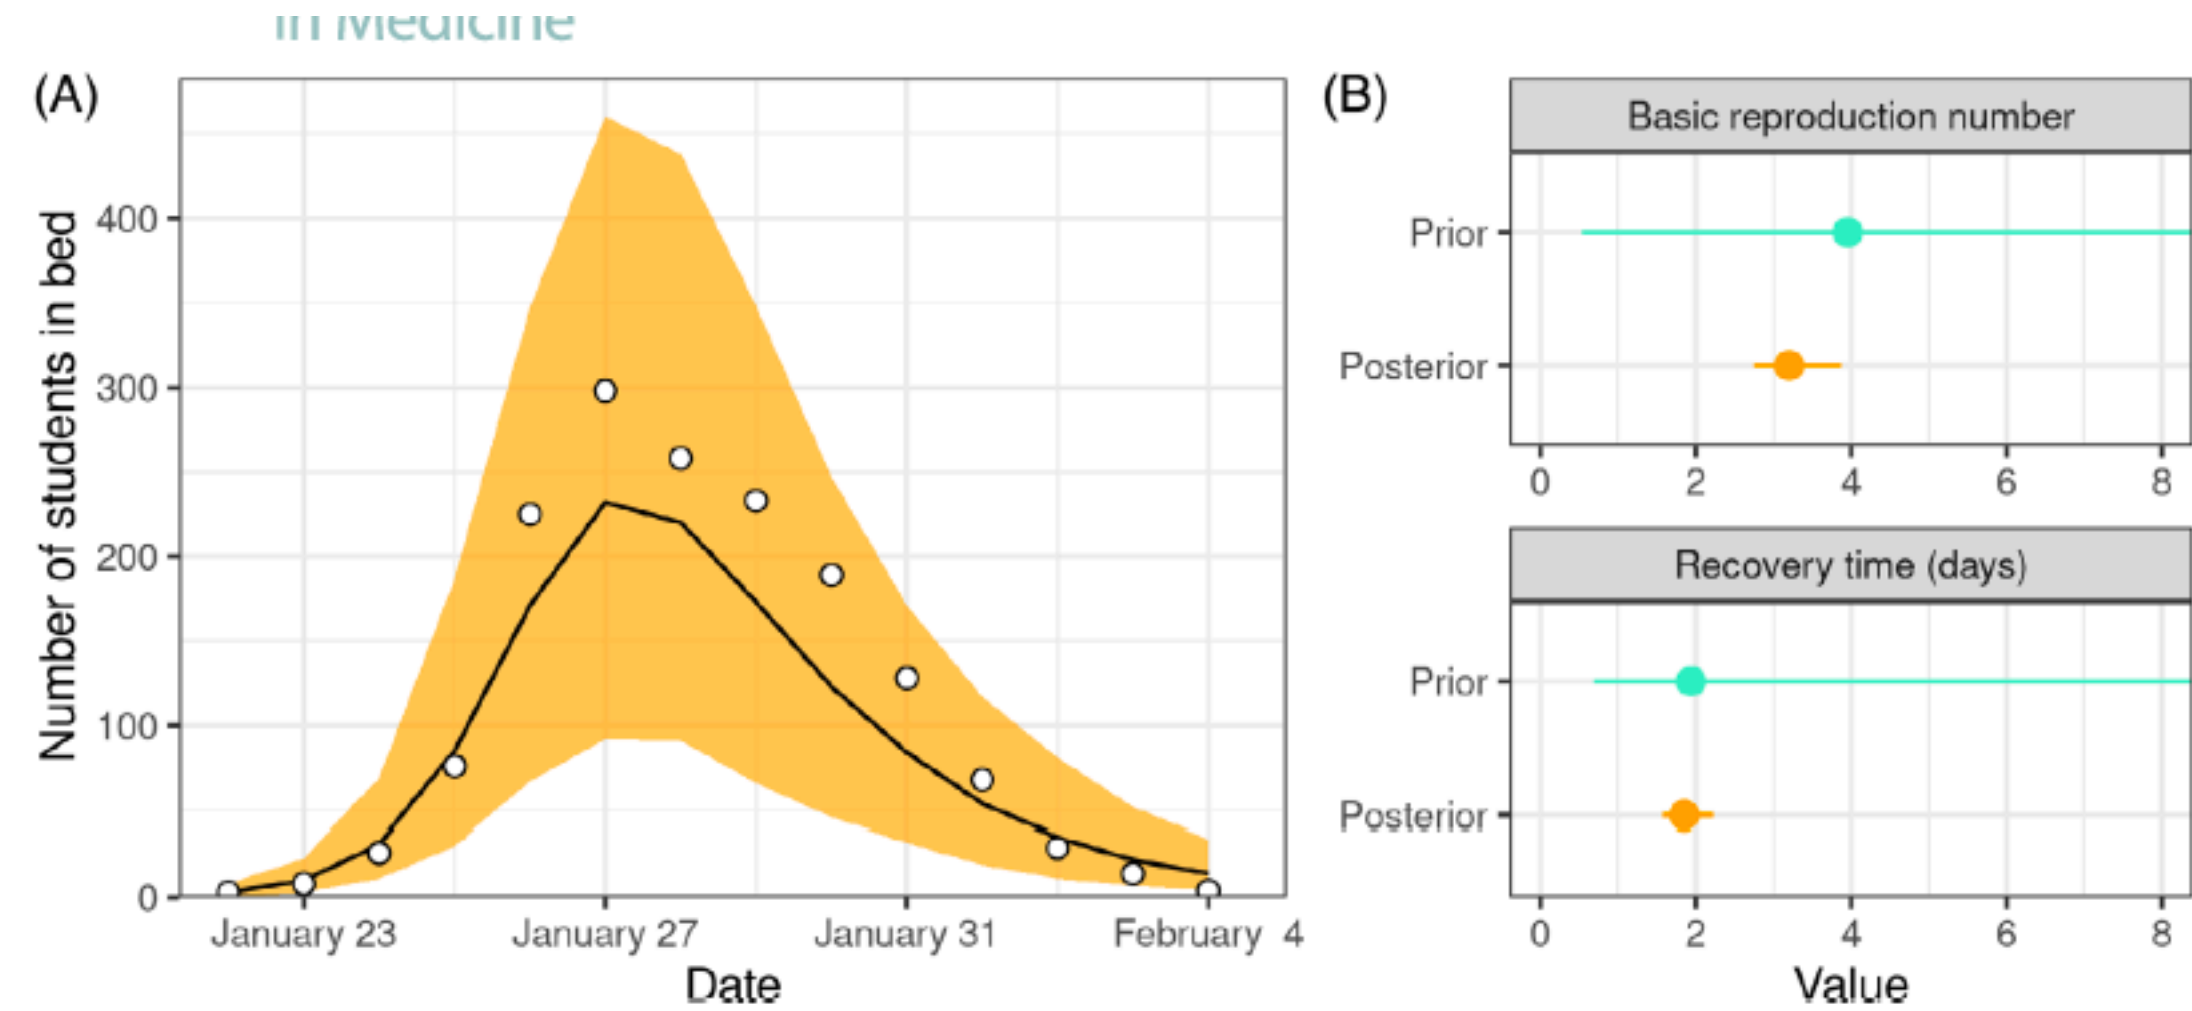 in Medicine
(A)
Number of students in bed
400
300
200
100
0
January 23
January 27
January 31
February 4
Date
(B)
Basic reproduction number
Prior
Posterior
0 2 4 6 8
Recovery time (days)
Prior
Posterior
0 2 4 6 8
Value